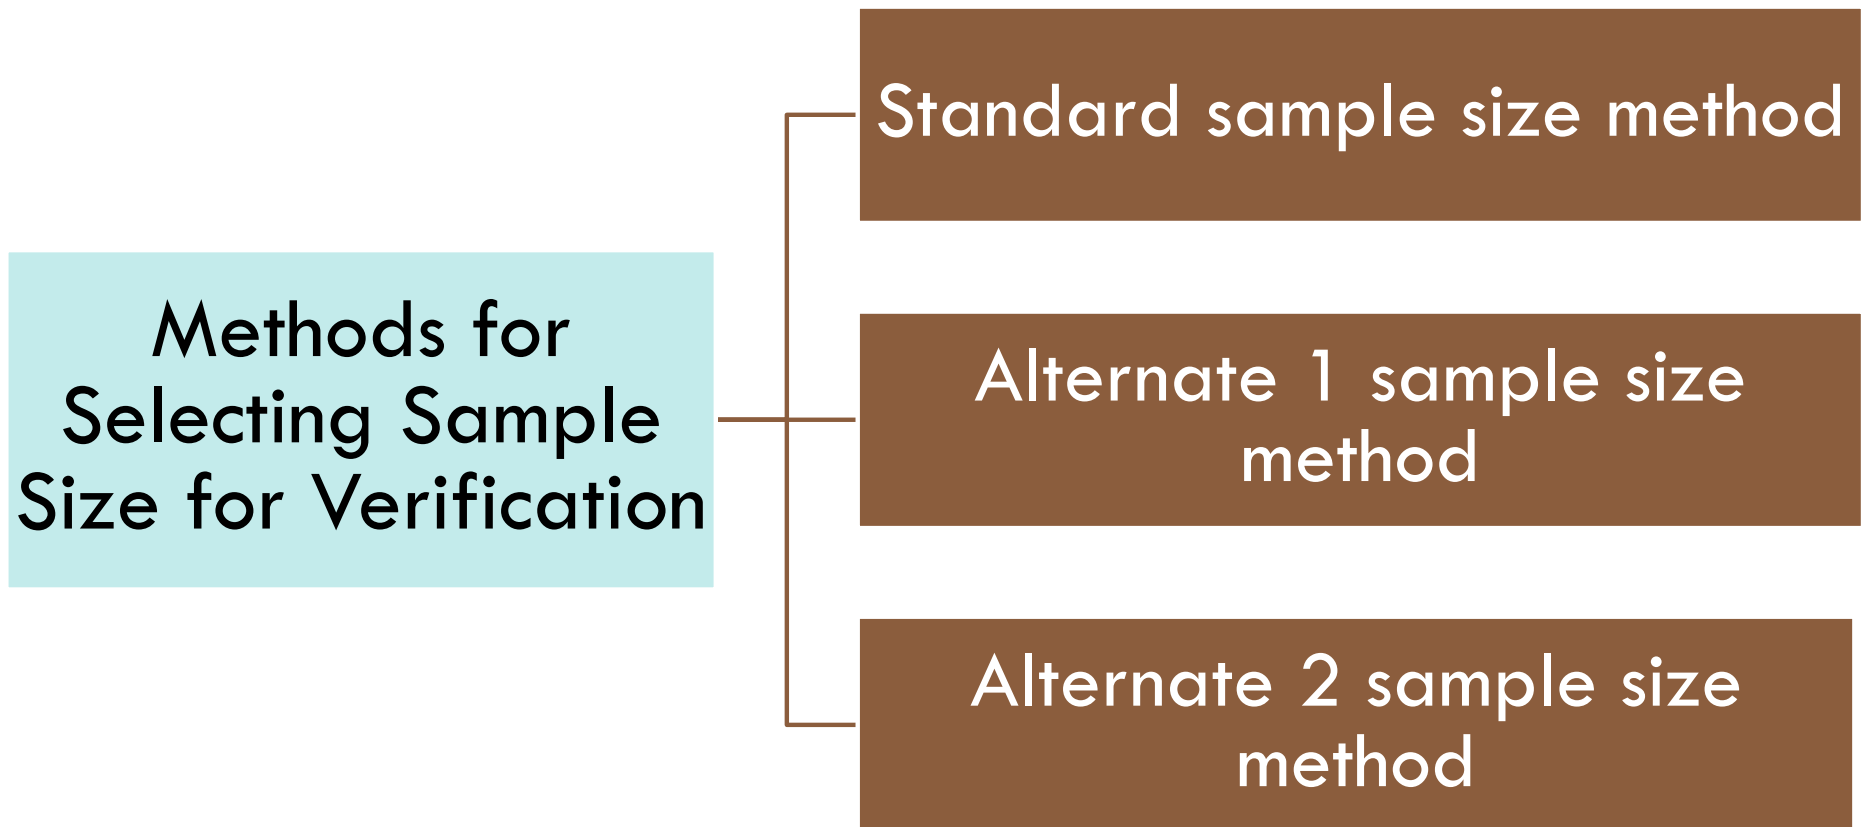 Methods for
Selecting Sample
Size for Verification
Standard sample size method
Alternate 1 sample size
method
Alternate 2 sample size
method